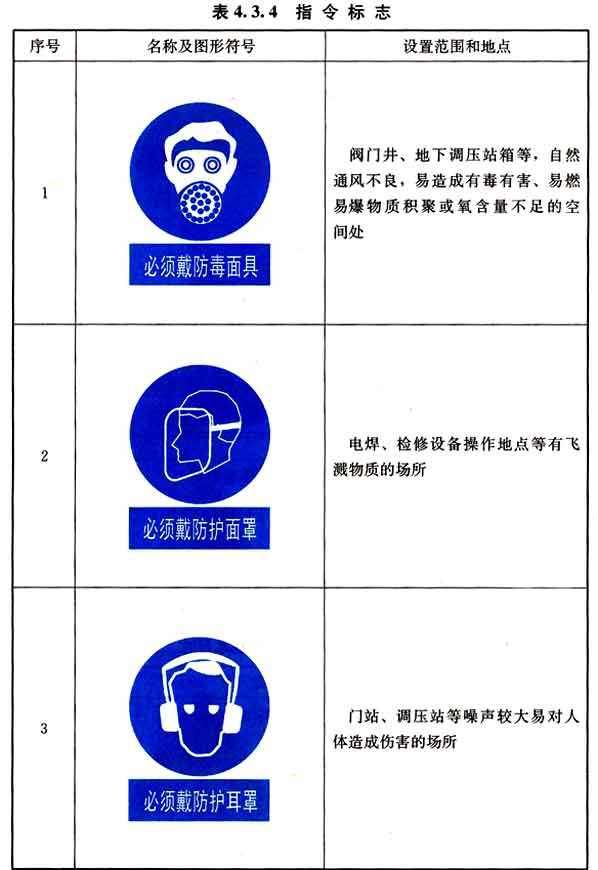 表4.3.4 指令标志
序号 名称及图形符号 设置范围和地点
1
必须戴防毒面具
阀门井、地下调压站箱等，自然
通风不良，易造成有毒有害、易燃
易爆物质积聚或氧含量不足的空
间处
2
必须戴防护面罩
电焊、检修设备操作地点等有飞
溅物质的场所
3
必须戴防护耳罩
门站、调压站等噪声较大易对人
体造成伤害的场所